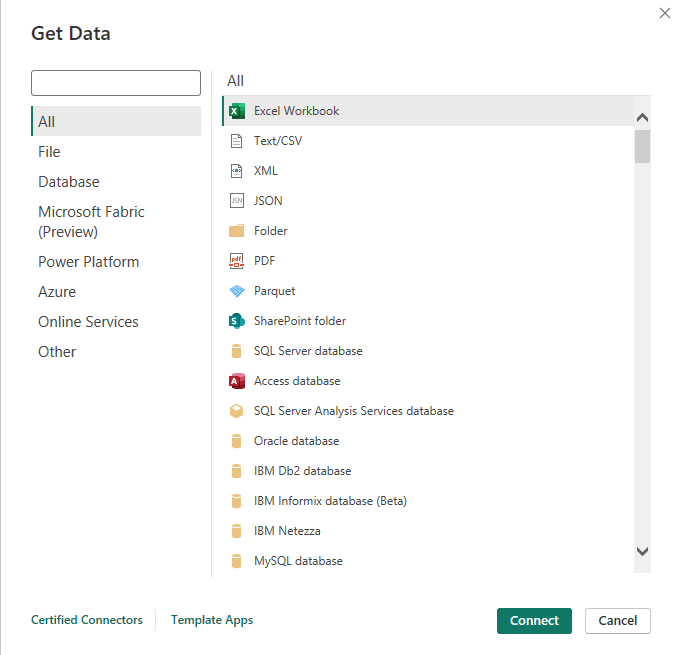 Get Data
All
File
Database
Microsoft Fabric
(Preview)
Power Platform
Azure
Online Services
Other
All
Excel Workbook
Text/CSV
XML
JSON
Folder
PDF
Parquet
SharePoint folder
SQL Server database
Access database
SQL Server Analysis Services database
Oracle database
IBM Db2 database
IBM Informix database (Beta)
IBM Netezza
MySQL database
Certified Connectors
Template Apps
Connect
Cancel